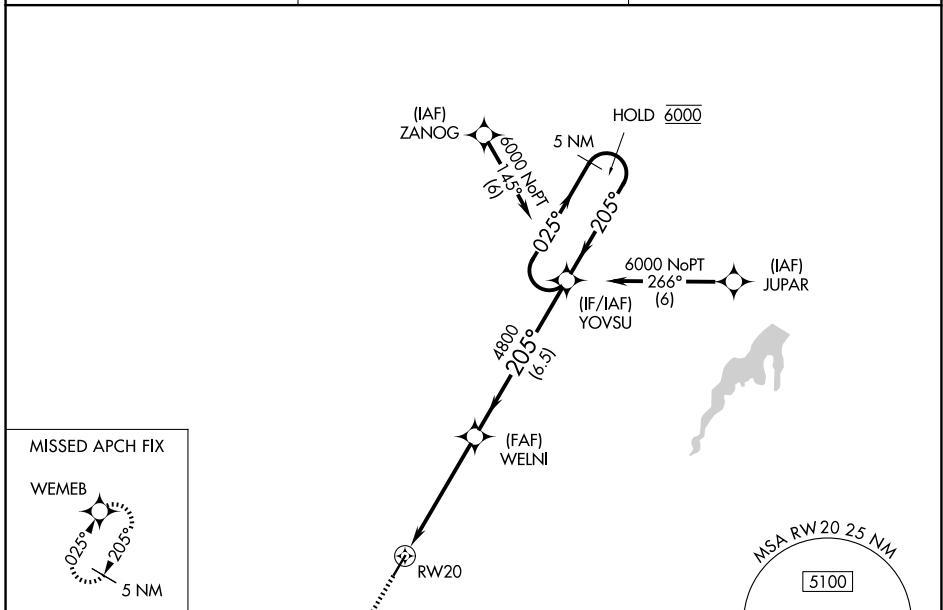 (IAF)
ZANOG
6000 NoPT
145°
(6)
HOLD 6000
5 NM
025°
205°
6000 NoPT
266°
(6)
(IAF)
JUPAR
(IF/IAF)
YOVSU
4800
205°
(6.5)
(FAF)
WELNI
RW20
MISSED APCH FIX
WEMEB
025°
205°
5 NM
MSA RW20 25 NM
5100